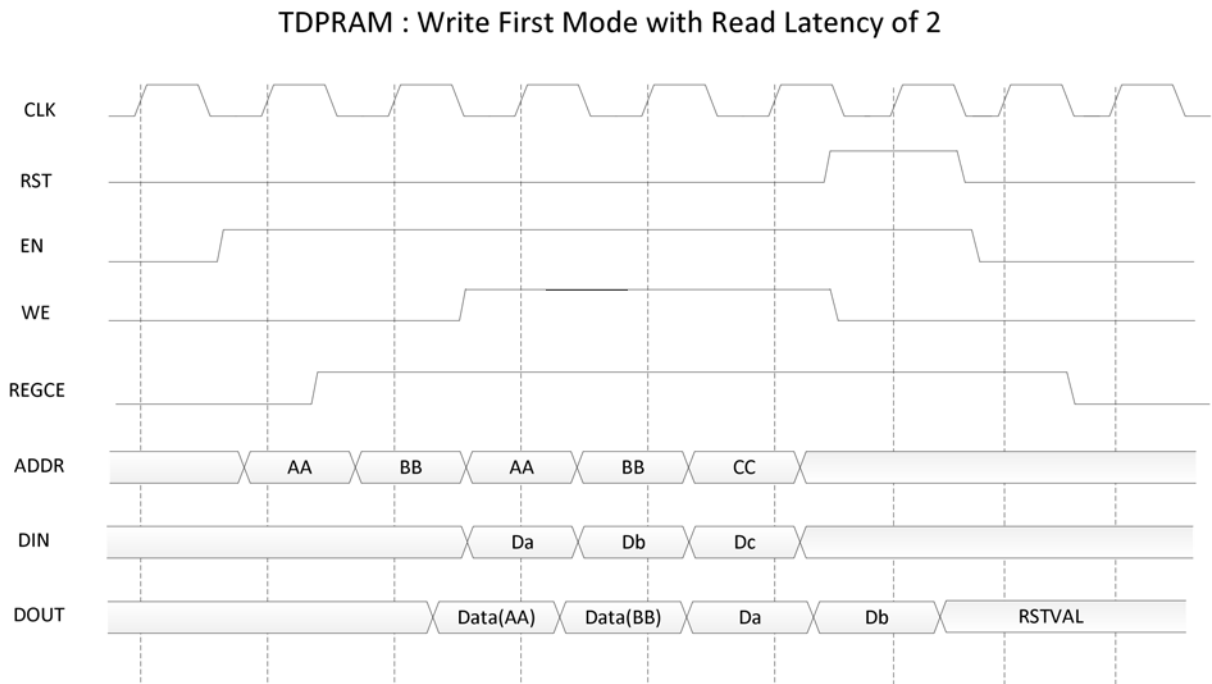 TDPRAM : Write First Mode with Read Latency of 2
CLK
RST
EN
WE
REGCE
ADDR AA BB AA BB CC
DIN Da Db Dc
DOUT Data(AA) Data(BB) Da Db RSTVAL